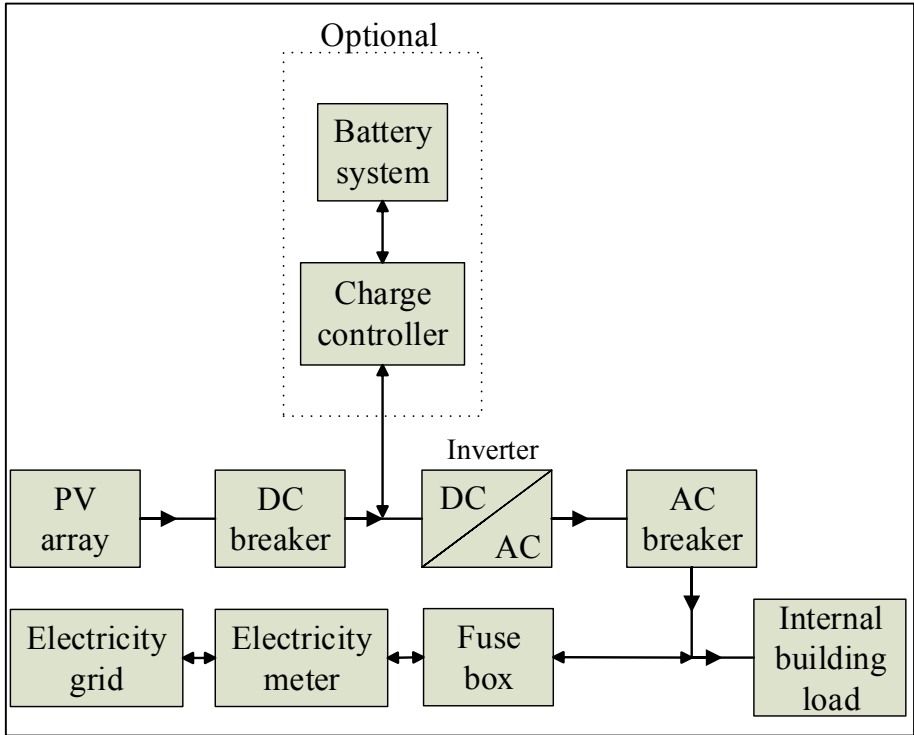 Optional
Battery
system
Charge
controller
Inverter
PV
array
DC
breaker
DC
AC
AC
breaker
Electricity
grid
Electricity
meter
Fuse
box
Internal
building
load